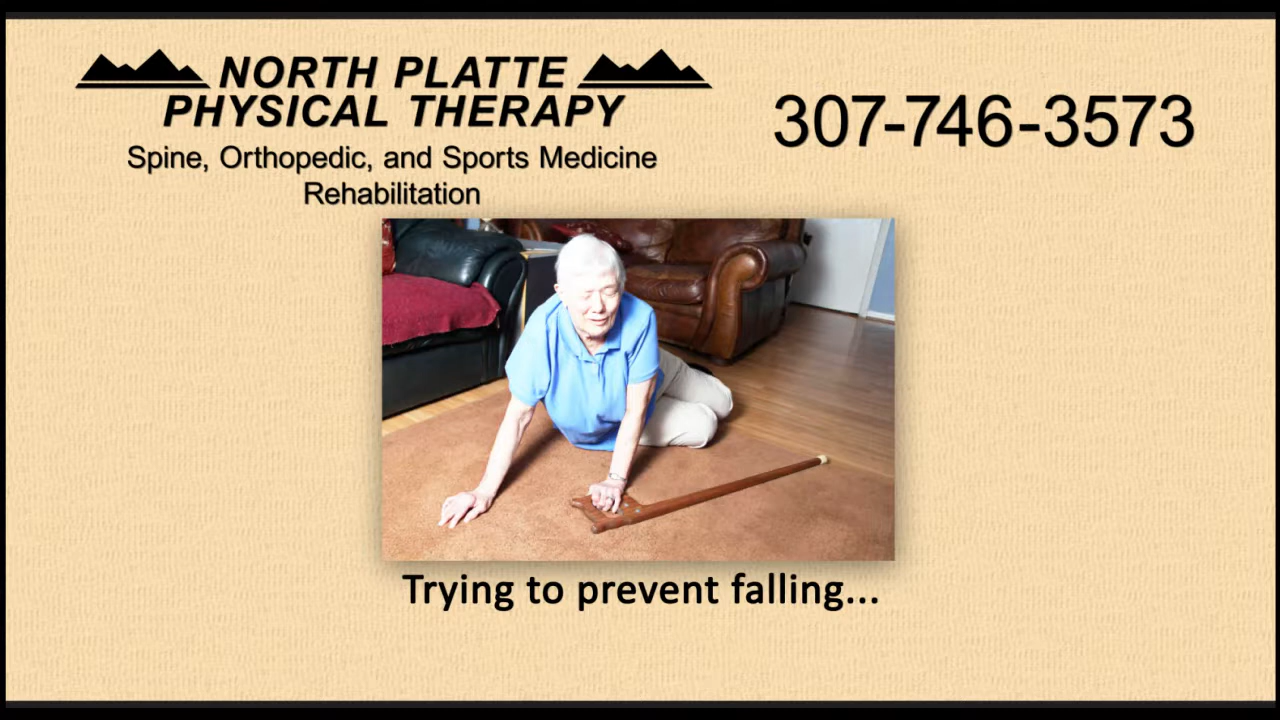 NORTH PLATTE
PHYSICAL THERAPY
Spine, Orthopedic, and Sports Medicine
Rehabilitation
307-746-3573
Trying to prevent falling...